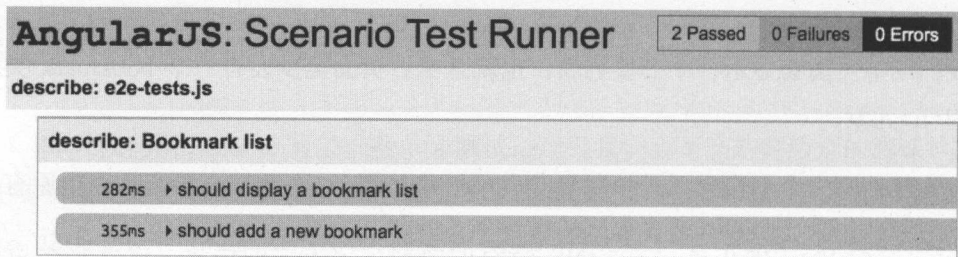 AngularJS: Scenario Test Runner 2 Passed 0 Failures 0 Errors
describe: e2e-tests.js
describe: Bookmark list
282ms ▸ should display a bookmark list
355ms ▸ should add a new bookmark